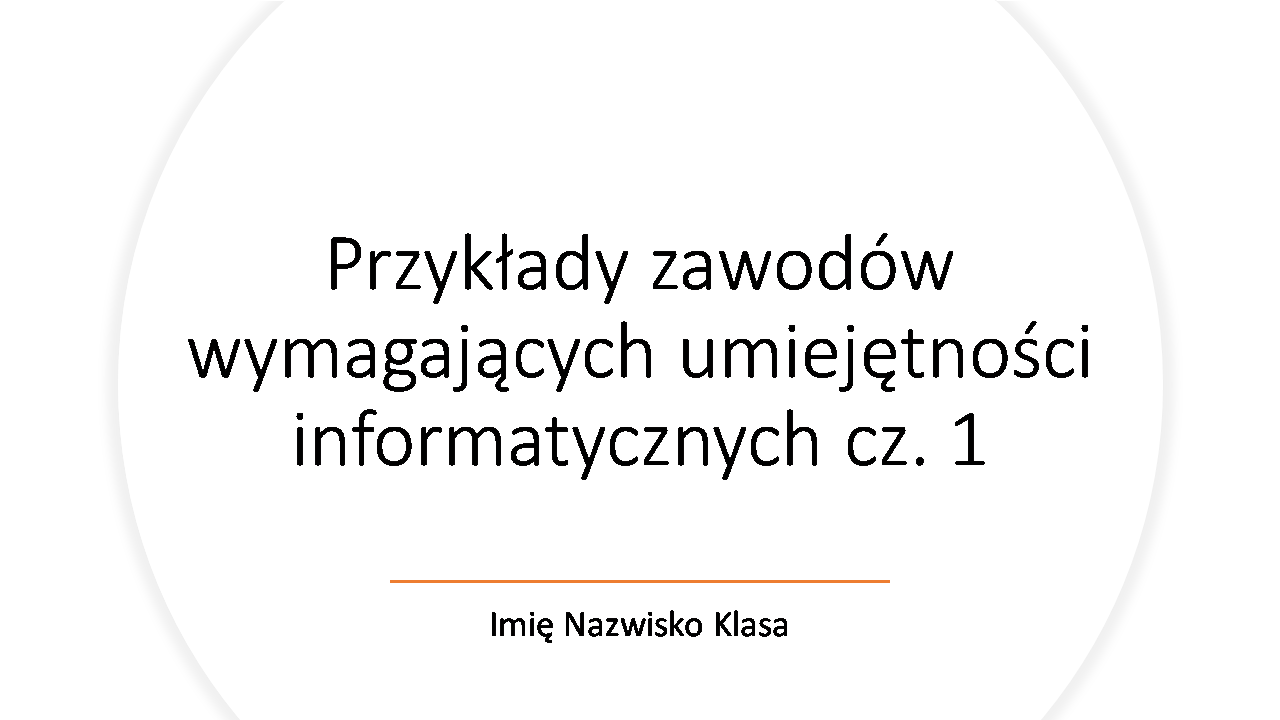 Przykłady zawodów
wymagających umiejętności
informatycznych cz. 1
Imię Nazwisko Klasa